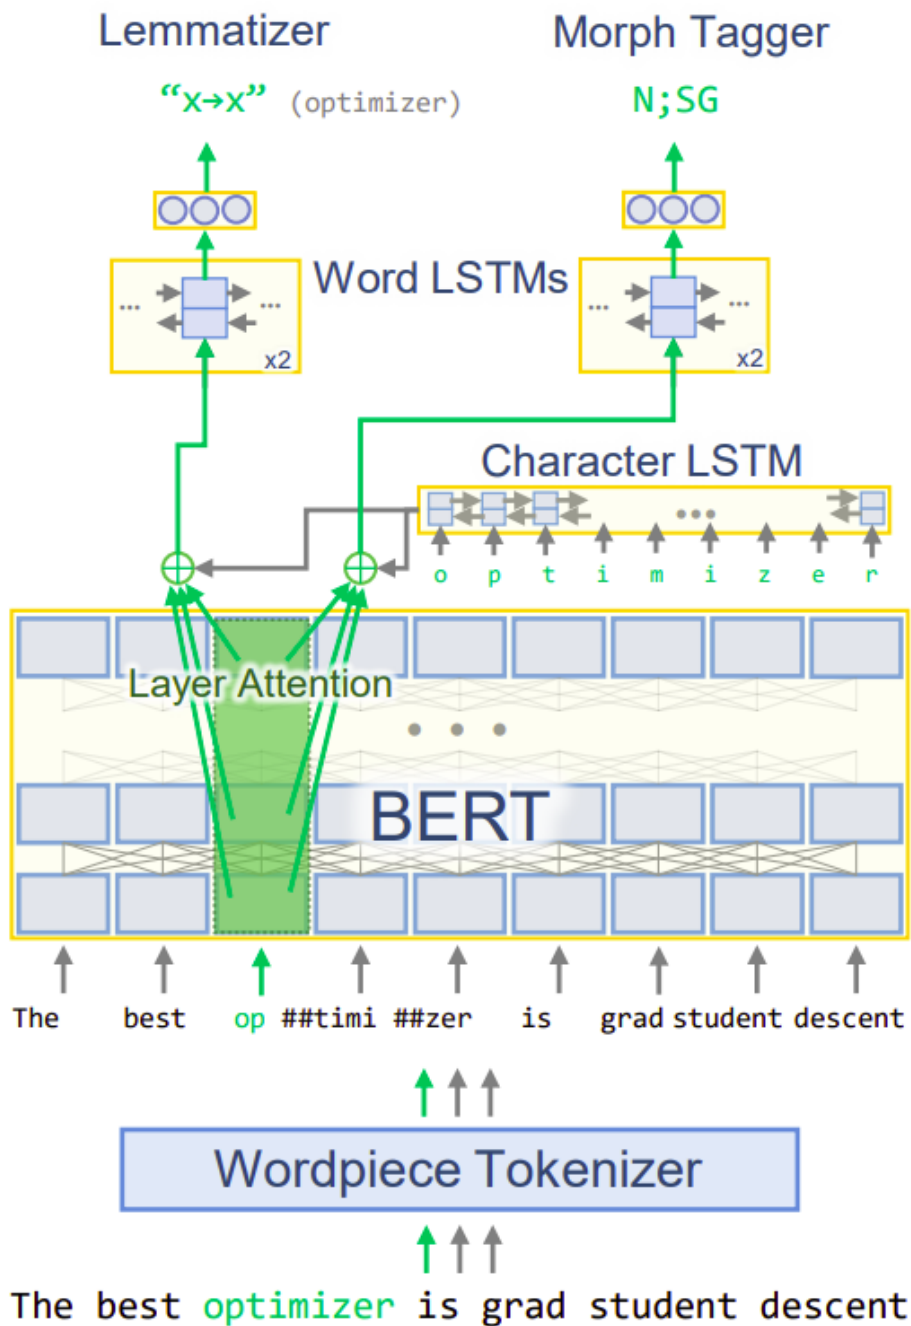 Lemmatizer Morph Tagger
“x→x” (optimizer) N;SG
Word LSTMs
... ... ... ...
x2 x2
Character LSTM
...
o p t i m i z e r
Layer Attention
...
BERT
The best op ##timi ##zer is grad student descent
Wordpiece Tokenizer
The best optimizer is grad student descent